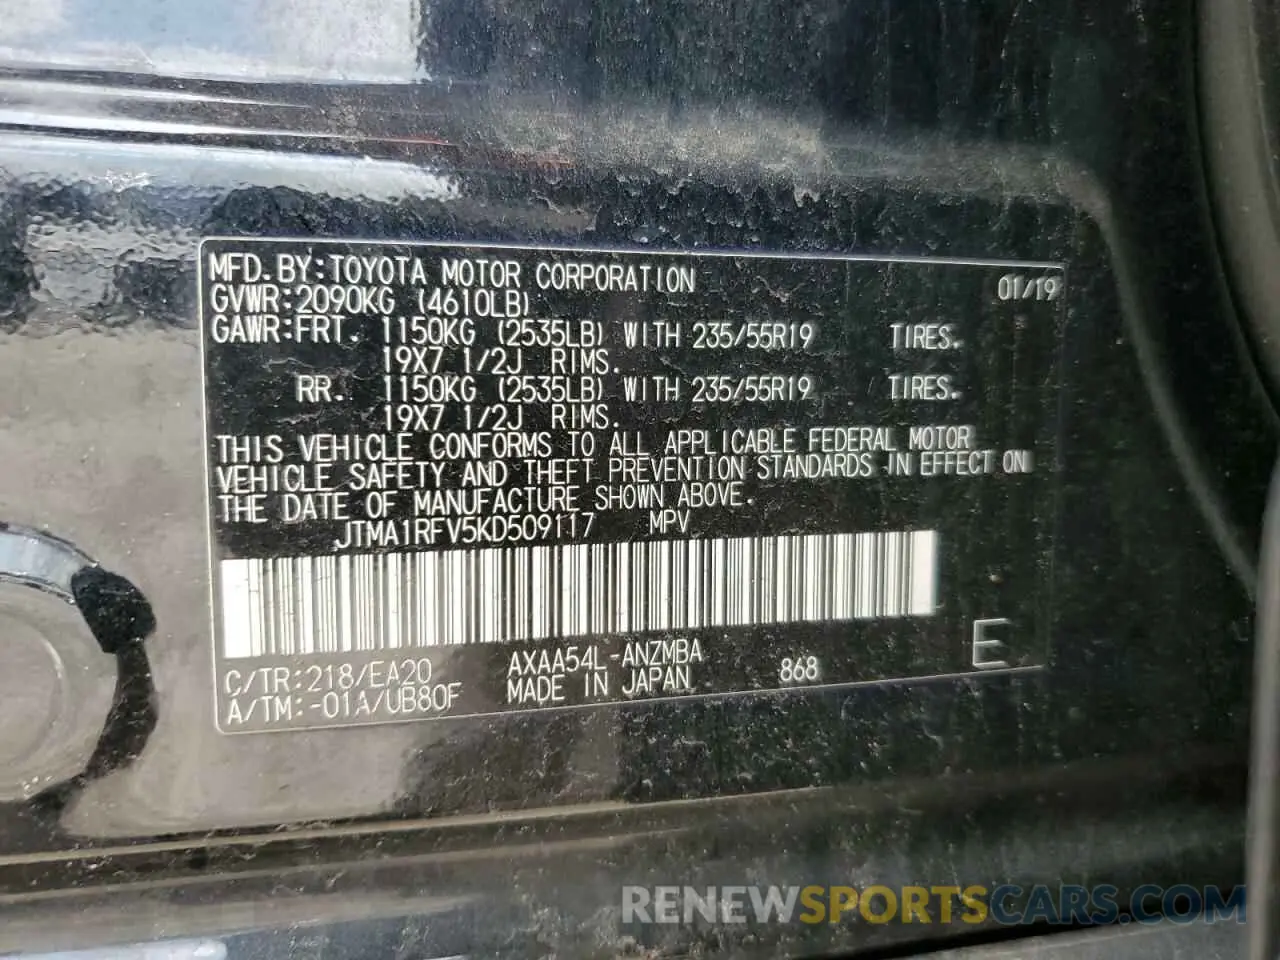 MFD.BY:TOYOTA MOTOR CORPORATION 01/19
GVWR:2090KG (4610LB)
GAWR:FRT. 1150KG (2535LB) WITH 235/55R19 TIRES.
19X7 1/2J RIMS.
RR. 1150KG (2535LB) WITH 235/55R19 TIRES.
19X7 1/2J RIMS.
THIS VEHICLE CONFORMS TO ALL APPLICABLE FEDERAL MOTOR
VEHICLE SAFETY AND THEFT PREVENTION STANDARDS IN EFFECT ON
THE DATE OF MANUFACTURE SHOWN ABOVE.
JTMA1RFV5KD509117 MPV
C/TR:218/EA20 AXAA54L-ANZMBA
A/TM:-01A/UB80F MADE IN JAPAN 868 E
RENEWSPORTSCARS.COM